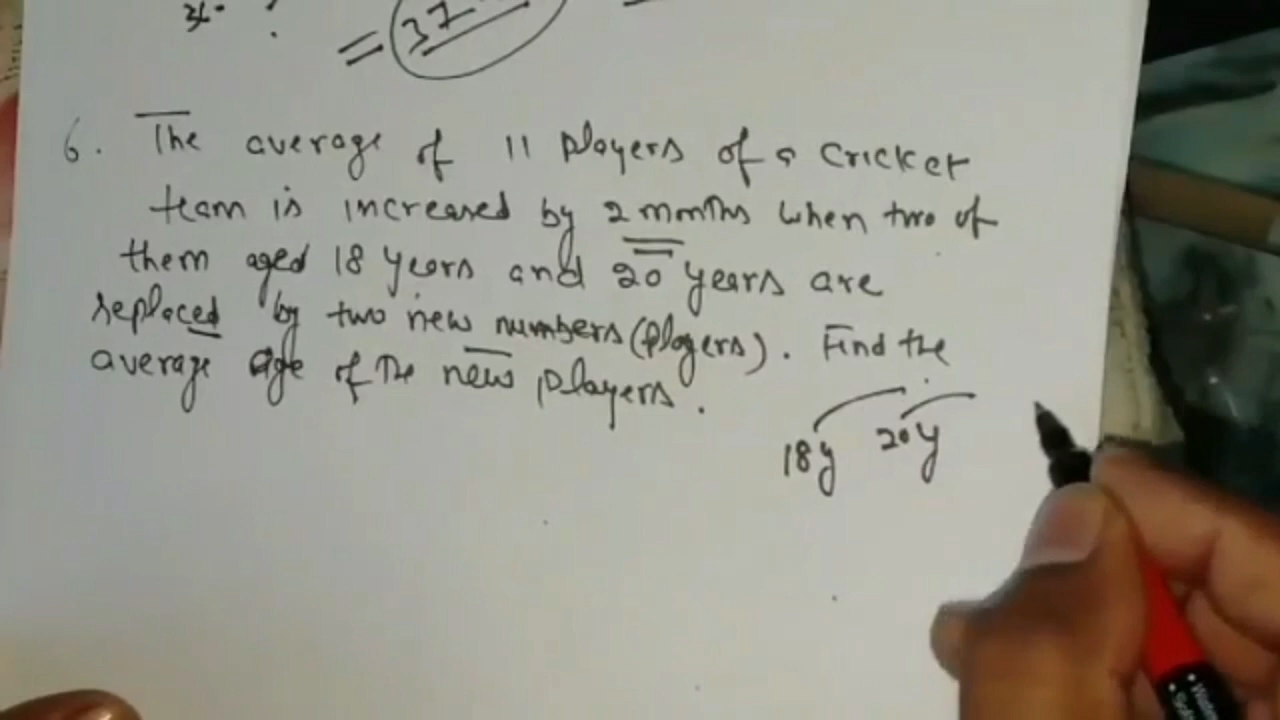 = 37
6. The average of 11 players of a cricket
team is increased by 2 months when two of
them aged 18 years and 20 years are
replaced by two new numbers (players). Find the
average age of the new players.
18y 20y